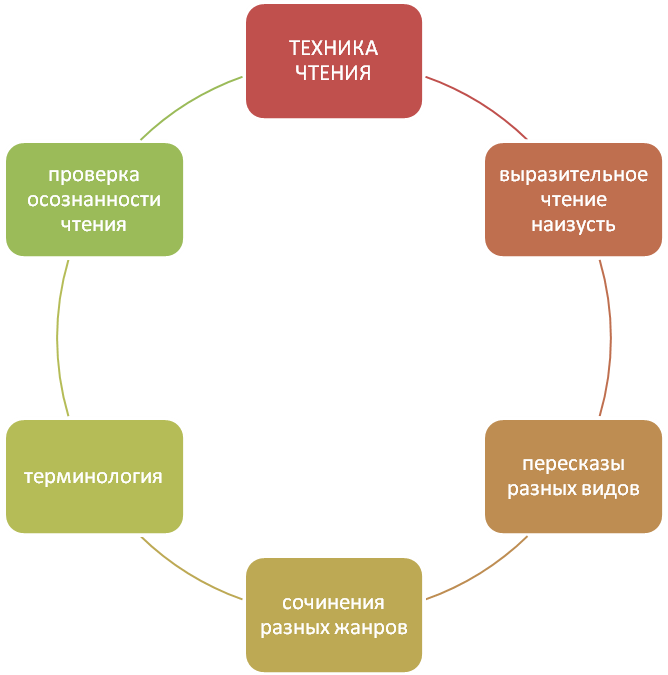 ТЕХНИКА
ЧТЕНИЯ
выразительное
чтение
наизусть
пересказы
разных видов
сочинения
разных жанров
терминология
проверка
осознанности
чтения